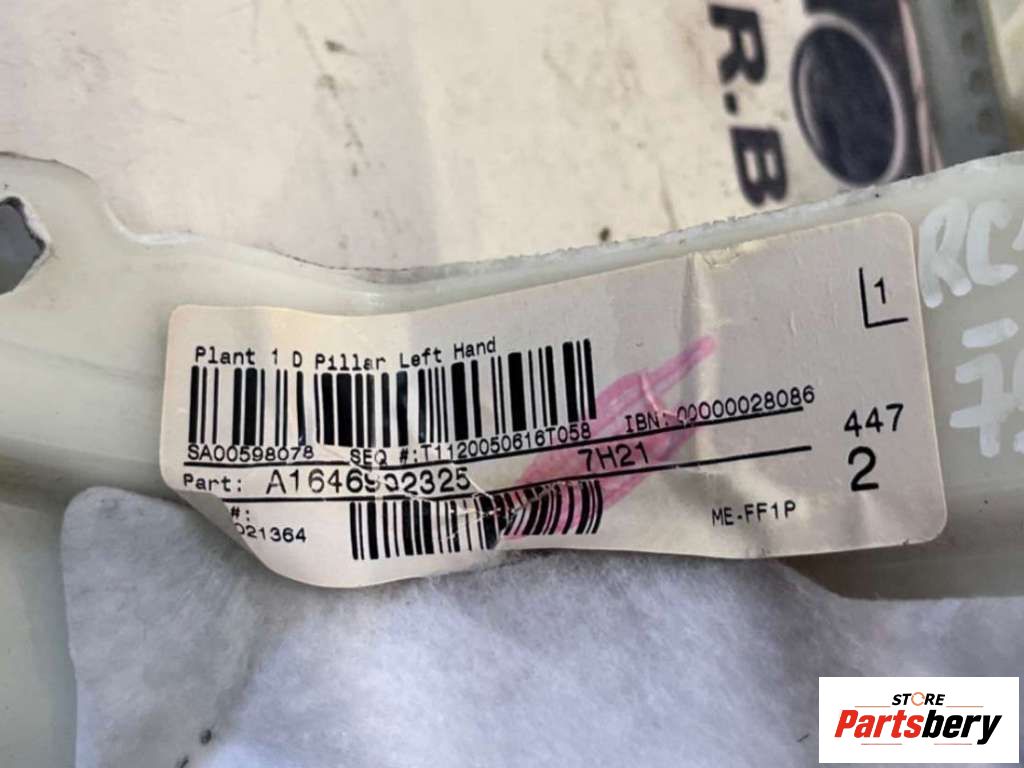 R.B
RC
1
Plant 1 D Pillar Left Hand
SA00598078 SEQ #:T1120050616T058 IBN:00000028086
447
Part: A1646902325 7H21
2
#:
021364
ME-FF1P
STORE
Partsbery